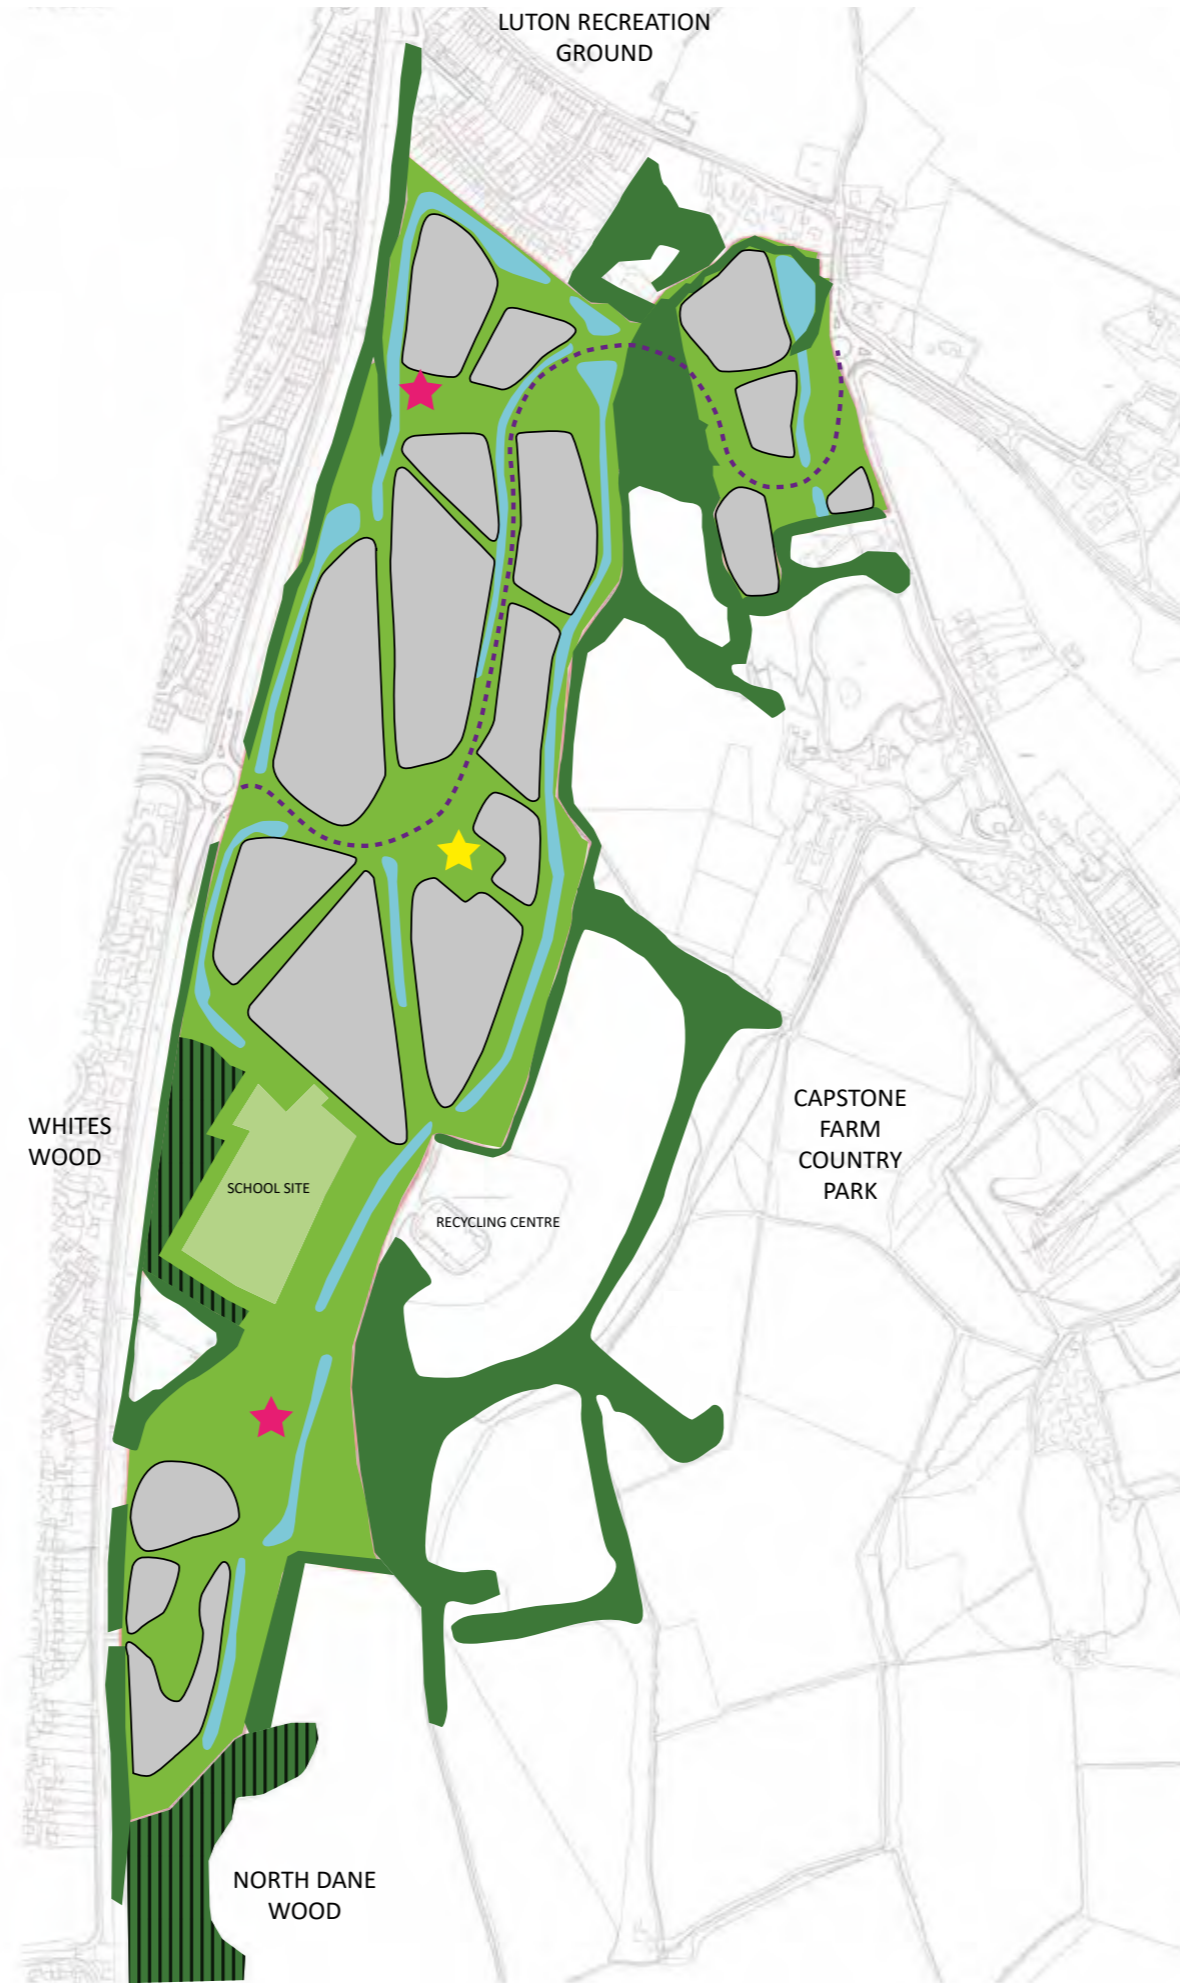 LUTON RECREATION
GROUND
WHITES
WOOD
CAPSTONE
FARM
COUNTRY
PARK
SCHOOL SITE
RECYCLING CENTRE
NORTH DANE
WOOD